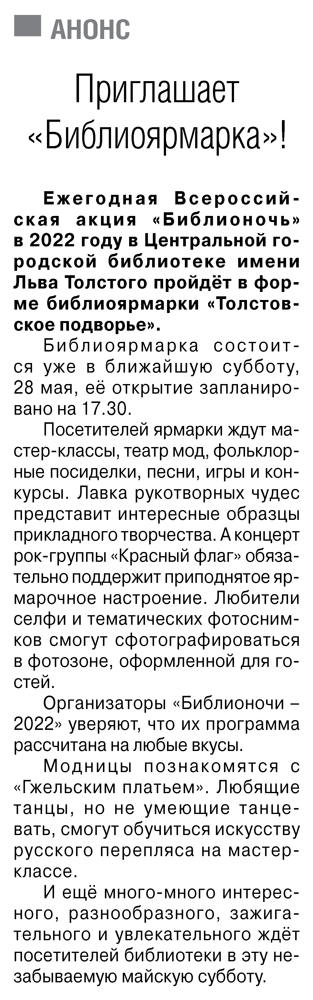 АНОНС
Приглашает
«Библиоярмарка»!
Ежегодная Всероссий-
ская акция «Библионочь»
в 2022 году в Центральной го-
родской библиотеке имени
Льва Толстого пройдёт в фор-
ме библиоярмарки «Толстов-
ское подворье».
Библиоярмарка состоит-
ся уже в ближайшую субботу,
28 мая, её открытие запланиро-
вано на 17.30.
Посетителей ярмарки ждут ма-
стер-классы, театр мод, фольклор-
ные посиделки, песни, игры и кон-
курсы. Лавка рукотворных чудес
представит интересные образцы
прикладного творчества. А концерт
рок-группы «Красный флаг» обяза-
тельно поддержит приподнятое яр-
марочное настроение. Любители
селфи и тематических фотосним-
ков смогут сфотографироваться
в фотозоне, оформленной для го-
стей.
Организаторы «Библионочи –
2022» уверяют, что их программа
рассчитана на любые вкусы.
Модницы познакомятся с
«Гжельским платьем». Любящие
танцы, но не умеющие танце-
вать, смогут обучиться искусству
русского перепляса на мастер-
классе.
И ещё много-много интерес-
ного, разнообразного, зажига-
тельного и увлекательного ждёт
посетителей библиотеки в эту не-
забываемую майскую субботу.